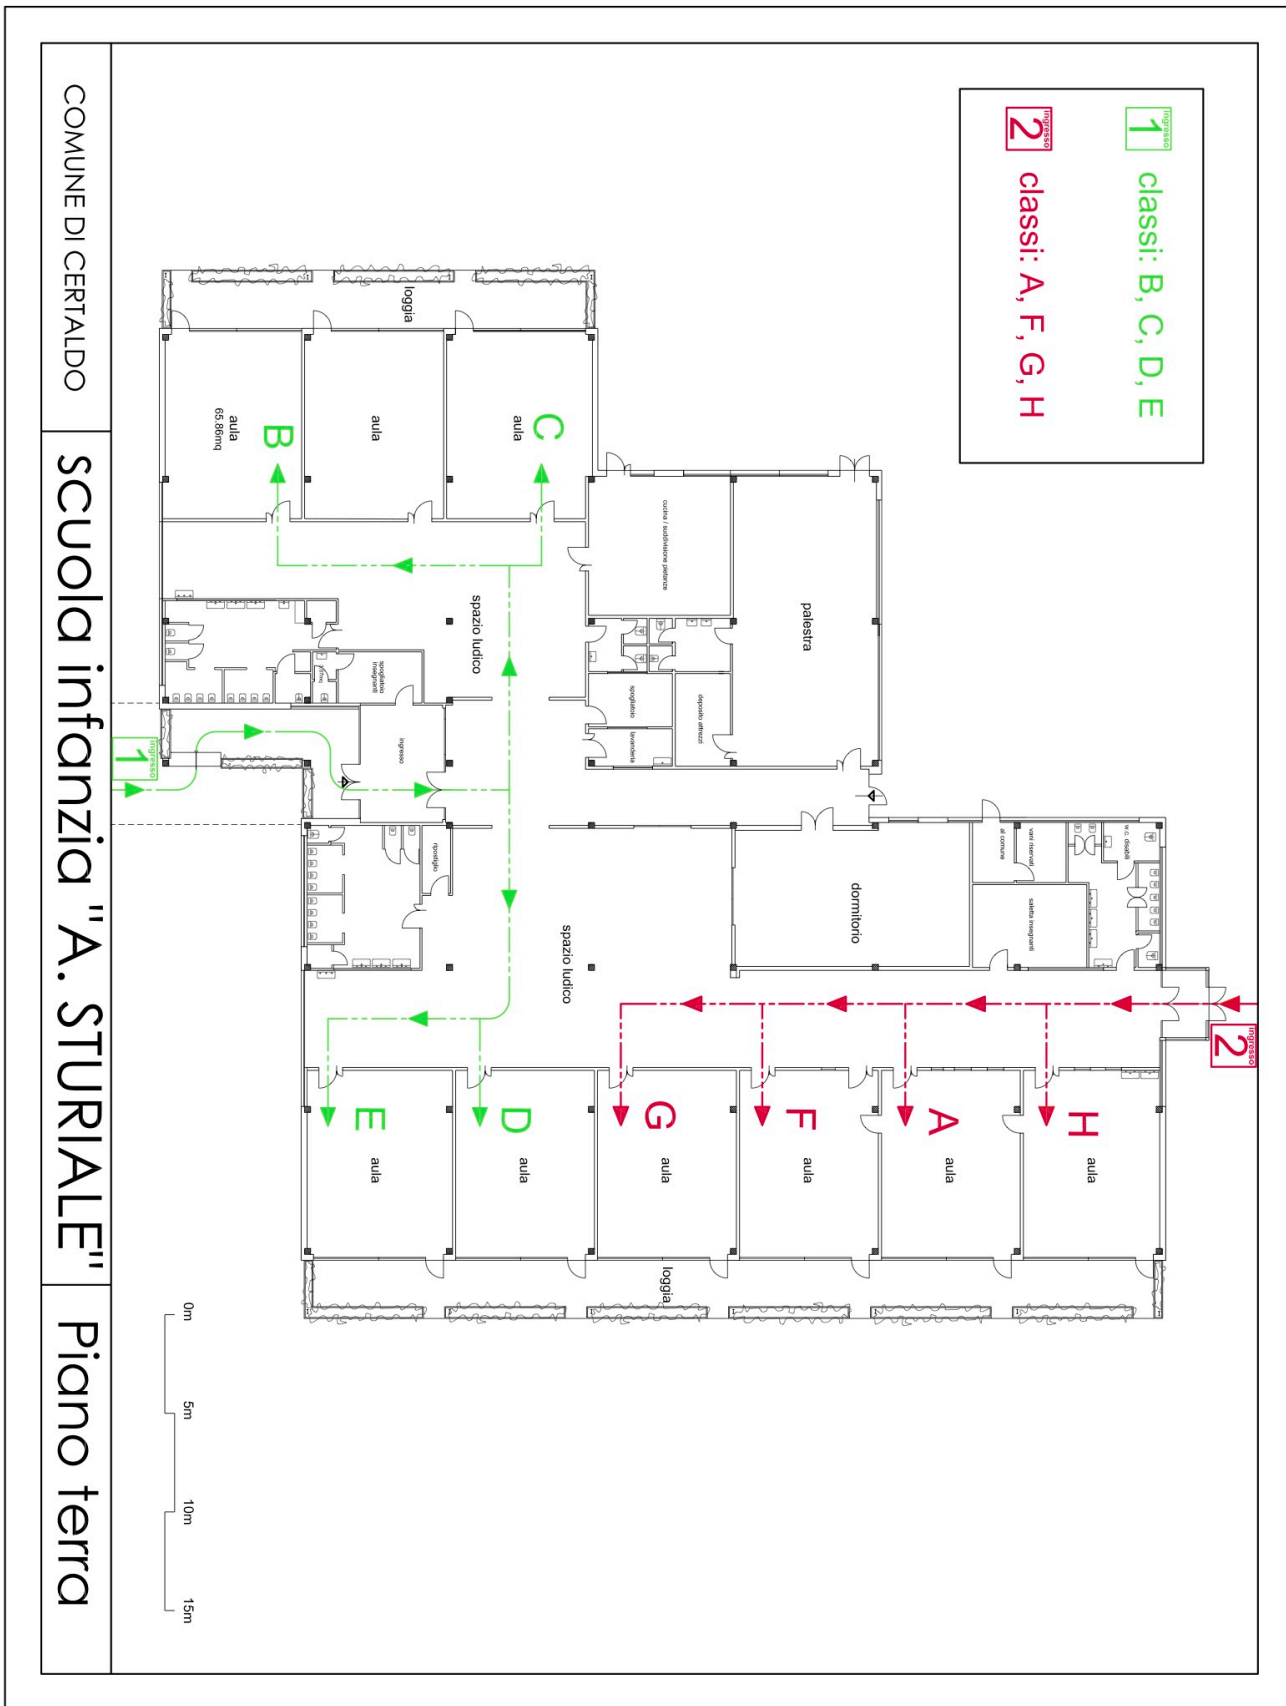 ingresso
1 classi: B, C, D, E
ingresso
2 classi: A, F, G, H
ingresso
2
w.c. disabili
vani riservati
al comune
saletta insegnanti
H
aula
A
aula
dormitorio
palestra
F
aula
deposito attrezzi
cucina / suddivisione pietanze
loggia
G
aula
spogliatoio
lavanderia
spazio ludico
C
aula
D
aula
spazio ludico
ripostiglio
loggia
aula
ingresso
spogliatoio
insegnanti
E
aula
B
aula
65.86mq
0m 5m 10m 15m
ingresso
1
COMUNE DI CERTALDO
SCUOLA INFANZIA "A. STURIALE"
Piano terra